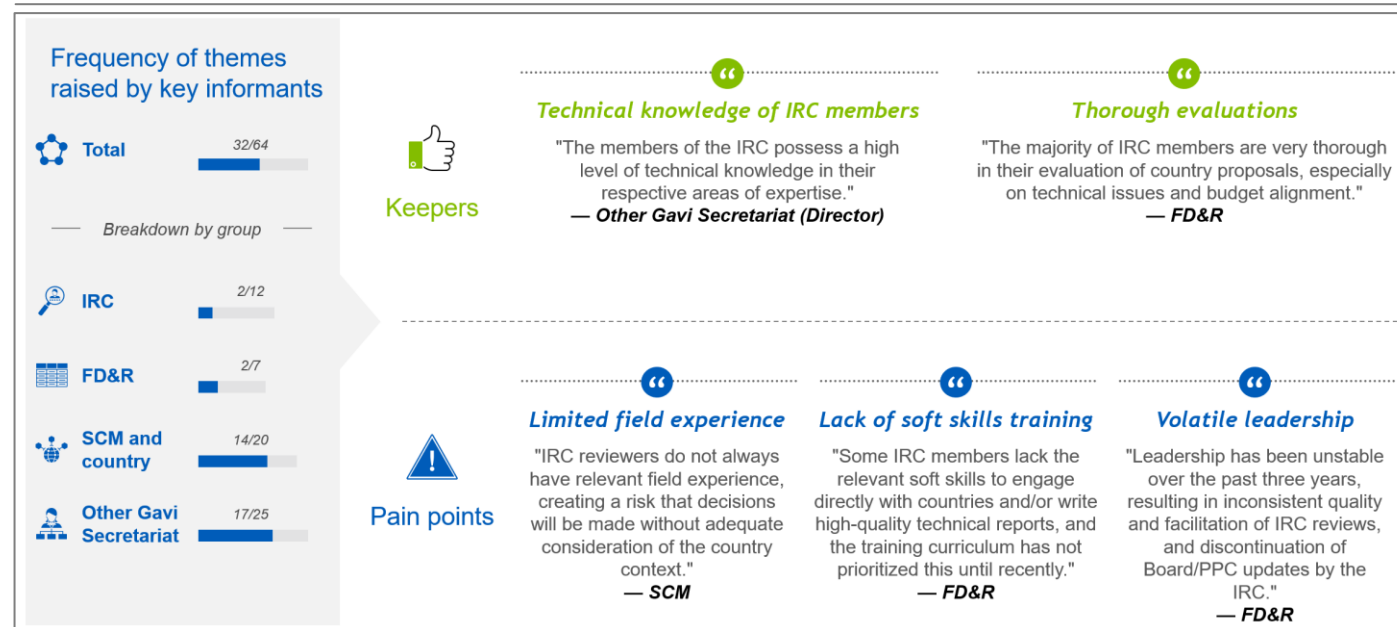 Frequency of themes
raised by key informants
Total
32/64
Breakdown by group
IRC
2/12
FD&R
2/7
SCM and
country
14/20
Other Gavi
Secretariat
17/25
Keepers
“
Technical knowledge of IRC members
"The members of the IRC possess a high
level of technical knowledge in their
respective areas of expertise."
— Other Gavi Secretariat (Director)
“
Thorough evaluations
"The majority of IRC members are very thorough
in their evaluation of country proposals, especially
on technical issues and budget alignment."
— FD&R
Pain points
“
Limited field experience
"IRC reviewers do not always
have relevant field experience,
creating a risk that decisions
will be made without adequate
consideration of the country
context."
— SCM
“
Lack of soft skills training
"Some IRC members lack the
relevant soft skills to engage
directly with countries and/or write
high-quality technical reports, and
the training curriculum has not
prioritized this until recently."
— FD&R
“
Volatile leadership
"Leadership has been unstable
over the past three years,
resulting in inconsistent quality
and facilitation of IRC reviews,
and discontinuation of
Board/PPC updates by the
IRC."
— FD&R